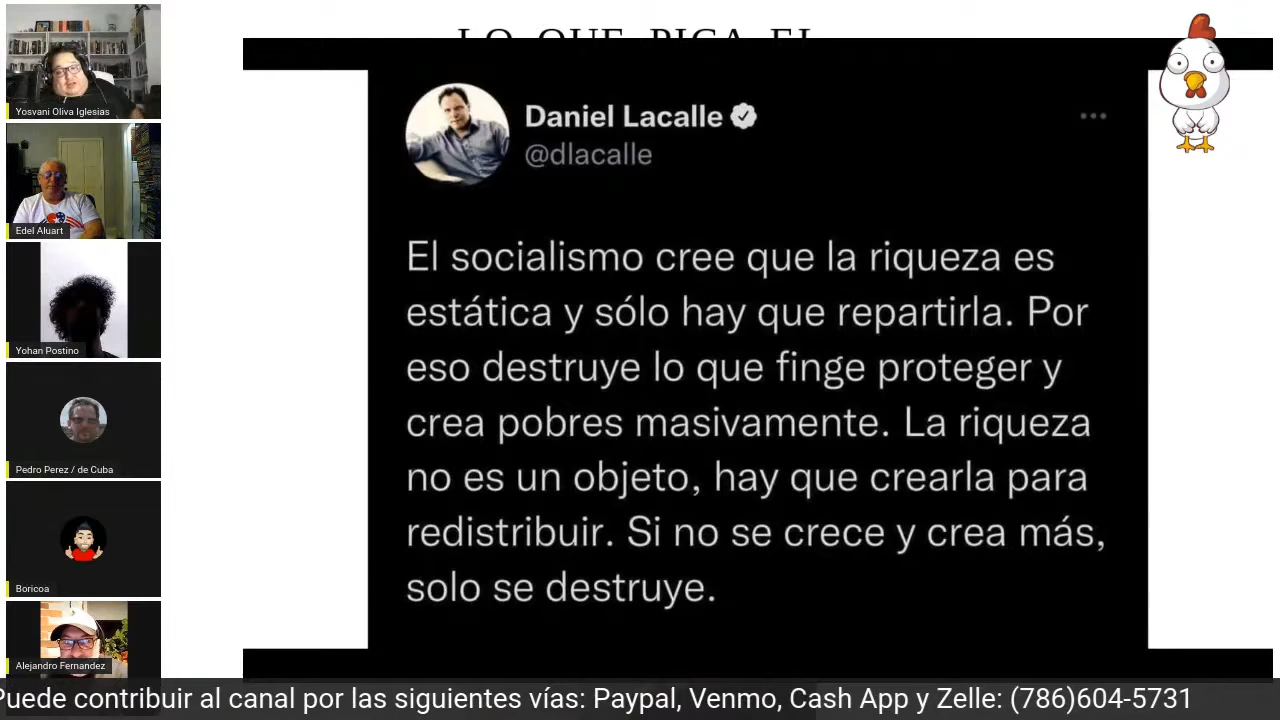 LO QUE PICA EL
Yosvani Oliva Iglesias
Edel Aluart
Yohan Postino
Pedro Perez / de Cuba
Boricoa
Alejandro Fernandez
Daniel Lacalle
@dlacalle
El socialismo cree que la riqueza es
estática y sólo hay que repartirla. Por
eso destruye lo que finge proteger y
crea pobres masivamente. La riqueza
no es un objeto, hay que crearla para
redistribuir. Si no se crece y crea más,
solo se destruye.
Puede contribuir al canal por las siguientes vías: Paypal, Venmo, Cash App y Zelle: (786)604-5731